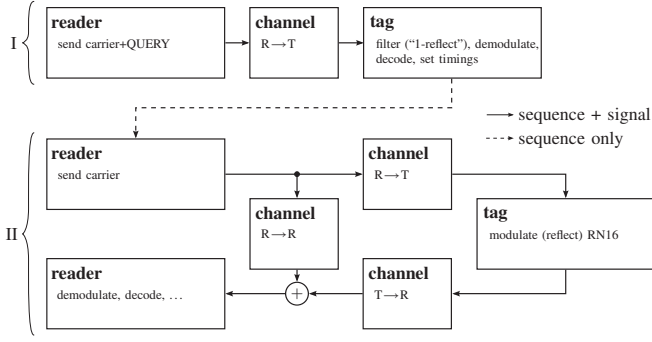 I
reader
send carrier+QUERY
channel
R→T
tag
filter (“1-reflect”), demodulate,
decode, set timings
sequence + signal
sequence only
II
reader
send carrier
channel
R→T
channel
R→R
tag
modulate (reflect) RN16
reader
demodulate, decode, ...
+
channel
T→R